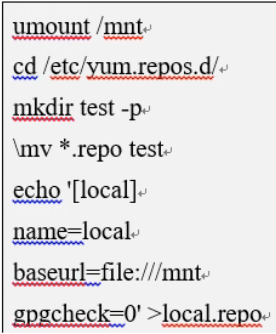 umount /mnt
cd /etc/yum.repos.d/
mkdir test -p
\mv *.repo test
echo '[local]
name=local
baseurl=file:///mnt
gpgcheck=0' >local.repo